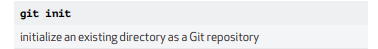 git init
initialize an existing directory as a Git repository